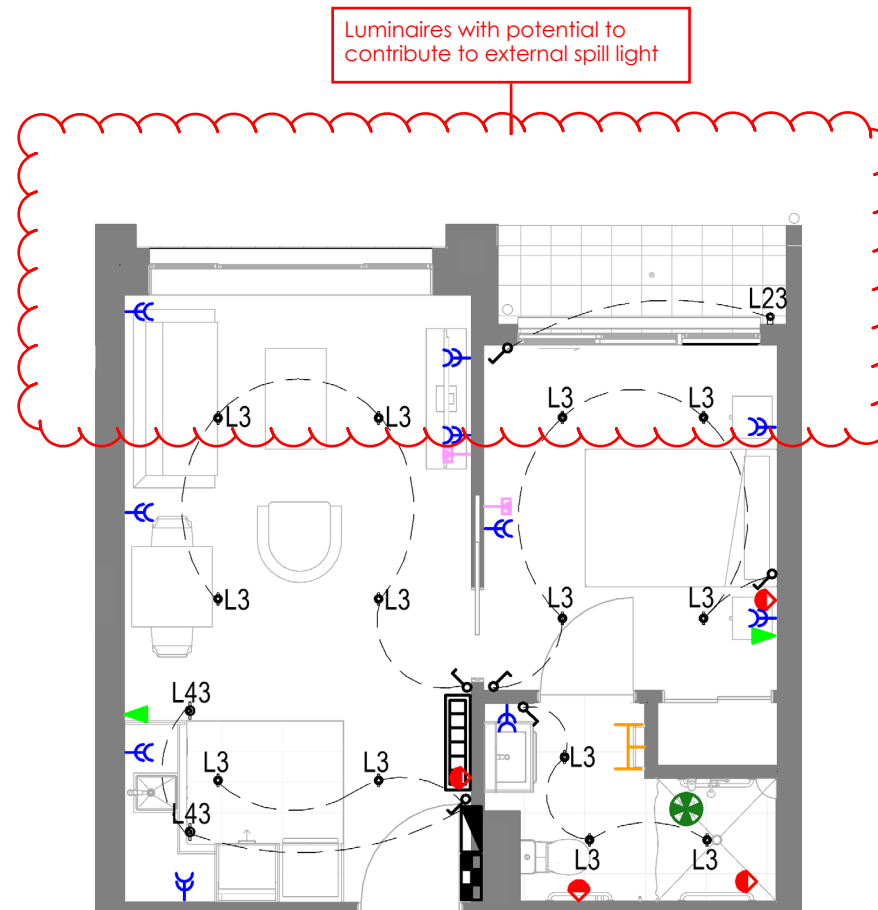 Luminaires with potential to
contribute to external spill light
L23
L3 L3 L3 L3
L3 L3 L3 L3
L43
L3 L3 L3
L43
L3 L3